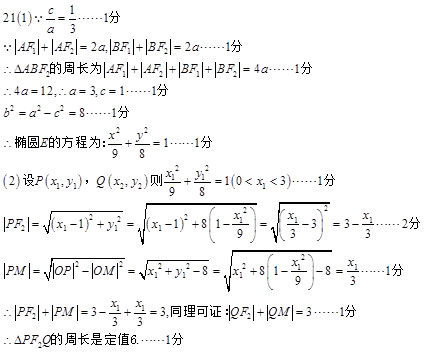 21(1)∵c/a=1/3……1分
∵|AF₁|+|AF₂|=2a,|BF₁|+|BF₂|=2a……1分
∴ΔABF₂的周长为|AF₁|+|AF₂|+|BF₁|+|BF₂|=4a……1分
∴4a=12,∴a=3,c=1……1分
b²=a²−c²=8……1分
∴椭圆E的方程为:x²/9+y²/8=1……1分
(2)设P(x₁,y₁)，Q(x₂,y₂)则x₁²/9+y₁²/8=1(0<x₁<3)……1分
|PF₂|=√((x₁−1)²+y₁²)=√((x₁−1)²+8(1−x₁²/9))=√((x₁/3−3)²)=3−x₁/3……2分
|PM|=√(|OP|²−|OM|²)=√(x₁²+y₁²−8)=√(x₁²+8(1−x₁²/9)−8)=x₁/3……1分
∴|PF₂|+|PM|=3−x₁/3+x₁/3=3,同理可证:|QF₂|+|QM|=3……1分
∴ΔPF₂Q的周长是定值6.……1分